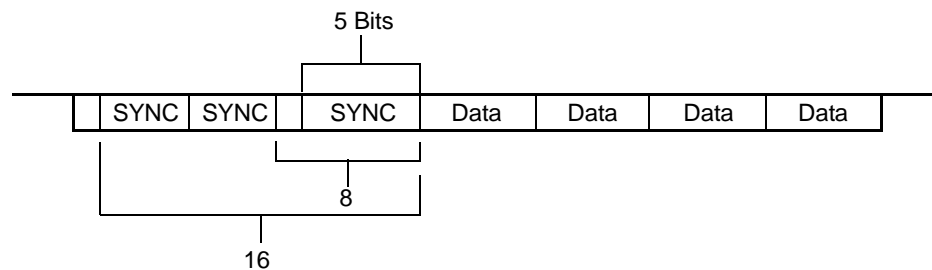 5 Bits
SYNC SYNC SYNC Data Data Data Data
8
16